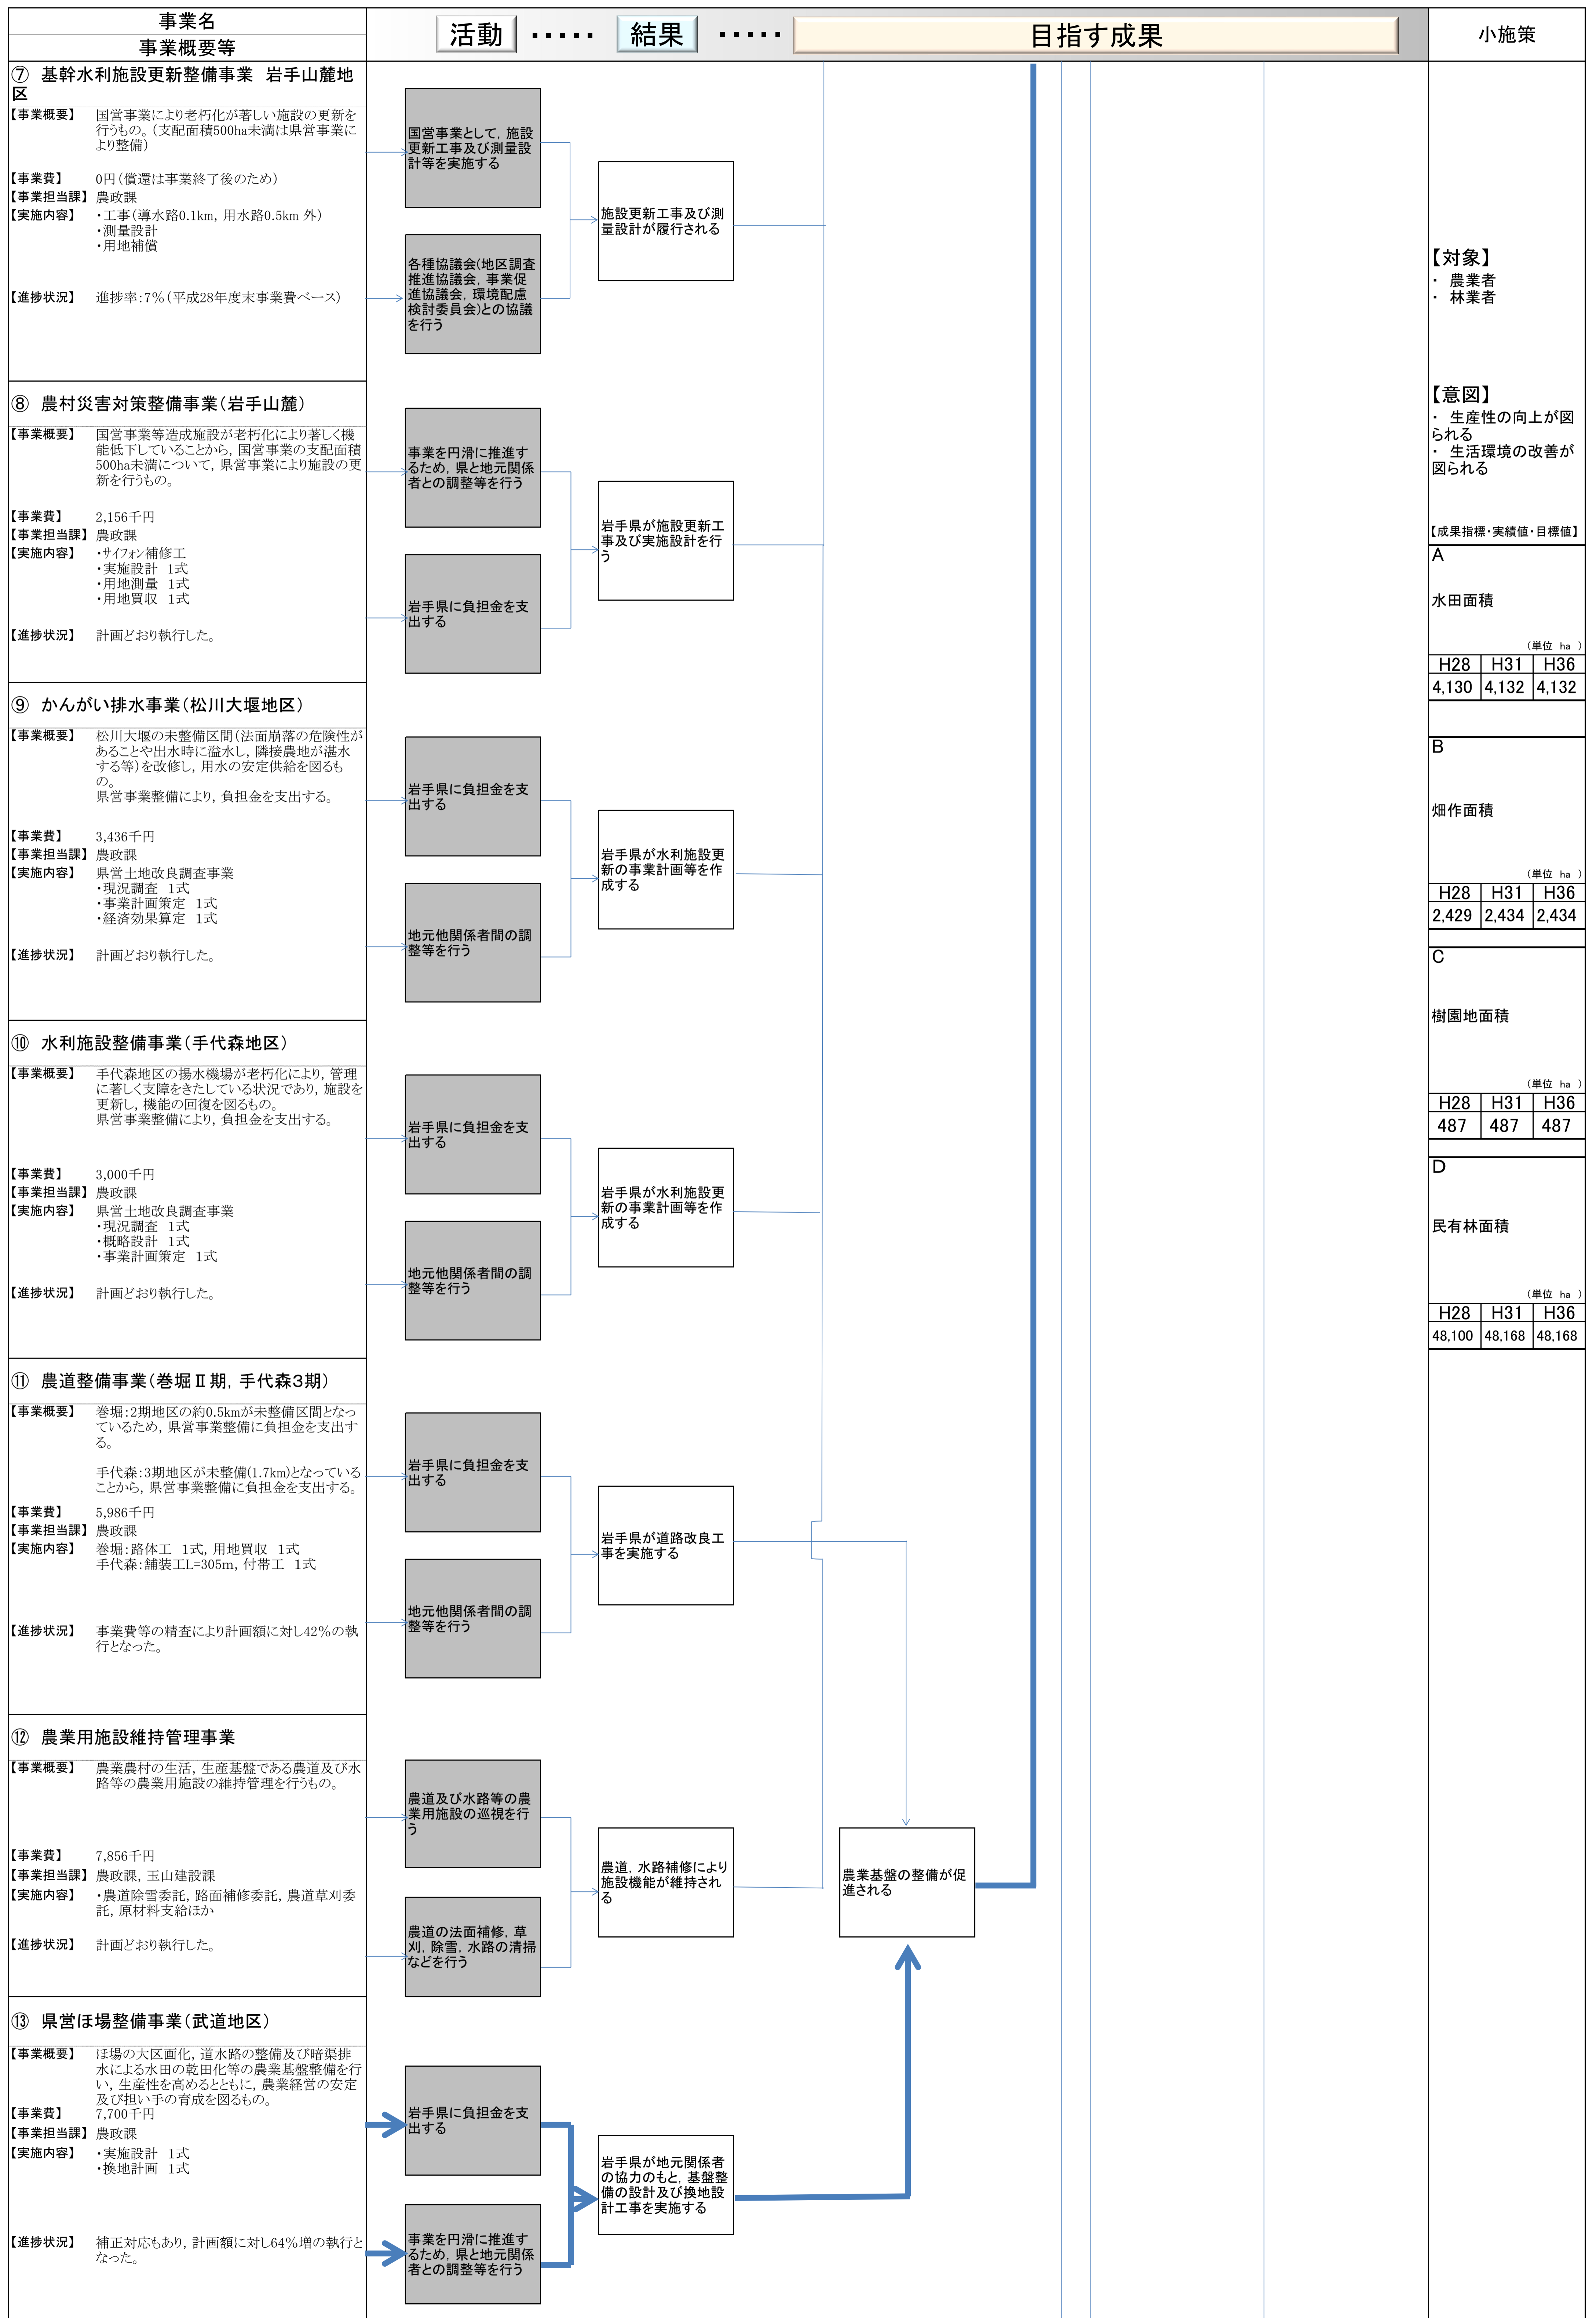 事業名
事業概要等
活動 ・・・・・ 結果 ・・・・・ 目指す成果
小施策
⑦ 基幹水利施設更新整備事業 岩手山麓地
区
【事業概要】 国営事業により老朽化が著しい施設の更新を
行うもの。（支配面積500ha未満は県営事業に
より整備）
【事業費】 0円（償還は事業終了後のため）
【事業担当課】 農政課
【実施内容】 ・工事（導水路0.1km，用水路0.5km 外）
・測量設計
・用地補償
【進捗状況】 進捗率：7％（平成28年度末事業費ベース）
国営事業として，施設
更新工事及び測量設
計等を実施する
各種協議会（地区調査
推進協議会，事業促
進協議会，環境配慮
検討委員会）との協議
を行う
施設更新工事及び測
量設計が履行される
⑧ 農村災害対策整備事業（岩手山麓）
【事業概要】 国営事業等造成施設が老朽化により著しく機
能低下していることから，国営事業の支配面積
500ha未満について，県営事業により施設の更
新を行うもの。
【事業費】 2,156千円
【事業担当課】 農政課
【実施内容】 ・サイフォン補修工
・実施設計 1式
・用地測量 1式
・用地買収 1式
【進捗状況】 計画どおり執行した。
事業を円滑に推進す
るため，県と地元関係
者との調整等を行う
岩手県に負担金を支
出する
岩手県が施設更新工
事及び実施設計を行
う
⑨ かんがい排水事業（松川大堰地区）
【事業概要】 松川大堰の未整備区間（法面崩落の危険性が
あることや出水時に溢水し，隣接農地が湛水
する等）を改修し，用水の安定供給を図るも
の。
県営事業整備により，負担金を支出する。
【事業費】 3,436千円
【事業担当課】 農政課
【実施内容】 県営土地改良調査事業
・現況調査 1式
・事業計画策定 1式
・経済効果算定 1式
【進捗状況】 計画どおり執行した。
岩手県に負担金を支
出する
地元他関係者間の調
整等を行う
岩手県が水利施設更
新の事業計画等を作
成する
⑩ 水利施設整備事業（手代森地区）
【事業概要】 手代森地区の揚水機場が老朽化により，管理
に著しく支障をきたしている状況であり，施設を
更新し，機能の回復を図るもの。
県営事業整備により，負担金を支出する。
【事業費】 3,000千円
【事業担当課】 農政課
【実施内容】 県営土地改良調査事業
・現況調査 1式
・概略設計 1式
・事業計画策定 1式
【進捗状況】 計画どおり執行した。
岩手県に負担金を支
出する
地元他関係者間の調
整等を行う
岩手県が水利施設更
新の事業計画等を作
成する
⑪ 農道整備事業（巻堀Ⅱ期，手代森3期）
【事業概要】 巻堀：2期地区の約0.5kmが未整備区間となっ
ているため，県営事業整備に負担金を支出す
る。
手代森：3期地区が未整備(1.7km)となっている
ことから，県営事業整備に負担金を支出する。
【事業費】 5,986千円
【事業担当課】 農政課
【実施内容】 巻堀：路体工 1式，用地買収 1式
手代森：舗装工L=305m，付帯工 1式
【進捗状況】 事業費等の精査により計画額に対し42％の執
行となった。
岩手県に負担金を支
出する
地元他関係者間の調
整等を行う
岩手県が道路改良工
事を実施する
⑫ 農業用施設維持管理事業
【事業概要】 農業農村の生活，生産基盤である農道及び水
路等の農業用施設の維持管理を行うもの。
【事業費】 7,856千円
【事業担当課】 農政課，玉山建設課
【実施内容】 ・農道除雪委託，路面補修委託，農道草刈委
託，原材料支給ほか
【進捗状況】 計画どおり執行した。
農道及び水路等の農
業用施設の巡視を行
う
農道の法面補修，草
刈，除雪，水路の清掃
などを行う
農道，水路補修により
施設機能が維持され
る
農業基盤の整備が促
進される
⑬ 県営ほ場整備事業（武道地区）
【事業概要】 ほ場の大区画化，道水路の整備及び暗渠排
水による水田の乾田化等の農業基盤整備を行
い，生産性を高めるとともに，農業経営の安定
及び担い手の育成を図るもの。
【事業費】 7,700千円
【事業担当課】 農政課
【実施内容】 ・実施設計 1式
・換地計画 1式
【進捗状況】 補正対応もあり，計画額に対し64％増の執行と
なった。
岩手県に負担金を支
出する
事業を円滑に推進す
るため，県と地元関係
者との調整等を行う
岩手県が地元関係者
の協力のもと，基盤整
備の設計及び換地設
計工事を実施する
【対象】
・ 農業者
・ 林業者
【意図】
・ 生産性の向上が図
られる
・ 生活環境の改善が
図られる
【成果指標・実績値・目標値】
A
水田面積
（単位 ha ）
H28 H31 H36
4,130 4,132 4,132
B
畑作面積
（単位 ha ）
H28 H31 H36
2,429 2,434 2,434
C
樹園地面積
（単位 ha ）
H28 H31 H36
487 487 487
D
民有林面積
（単位 ha ）
H28 H31 H36
48,100 48,168 48,168